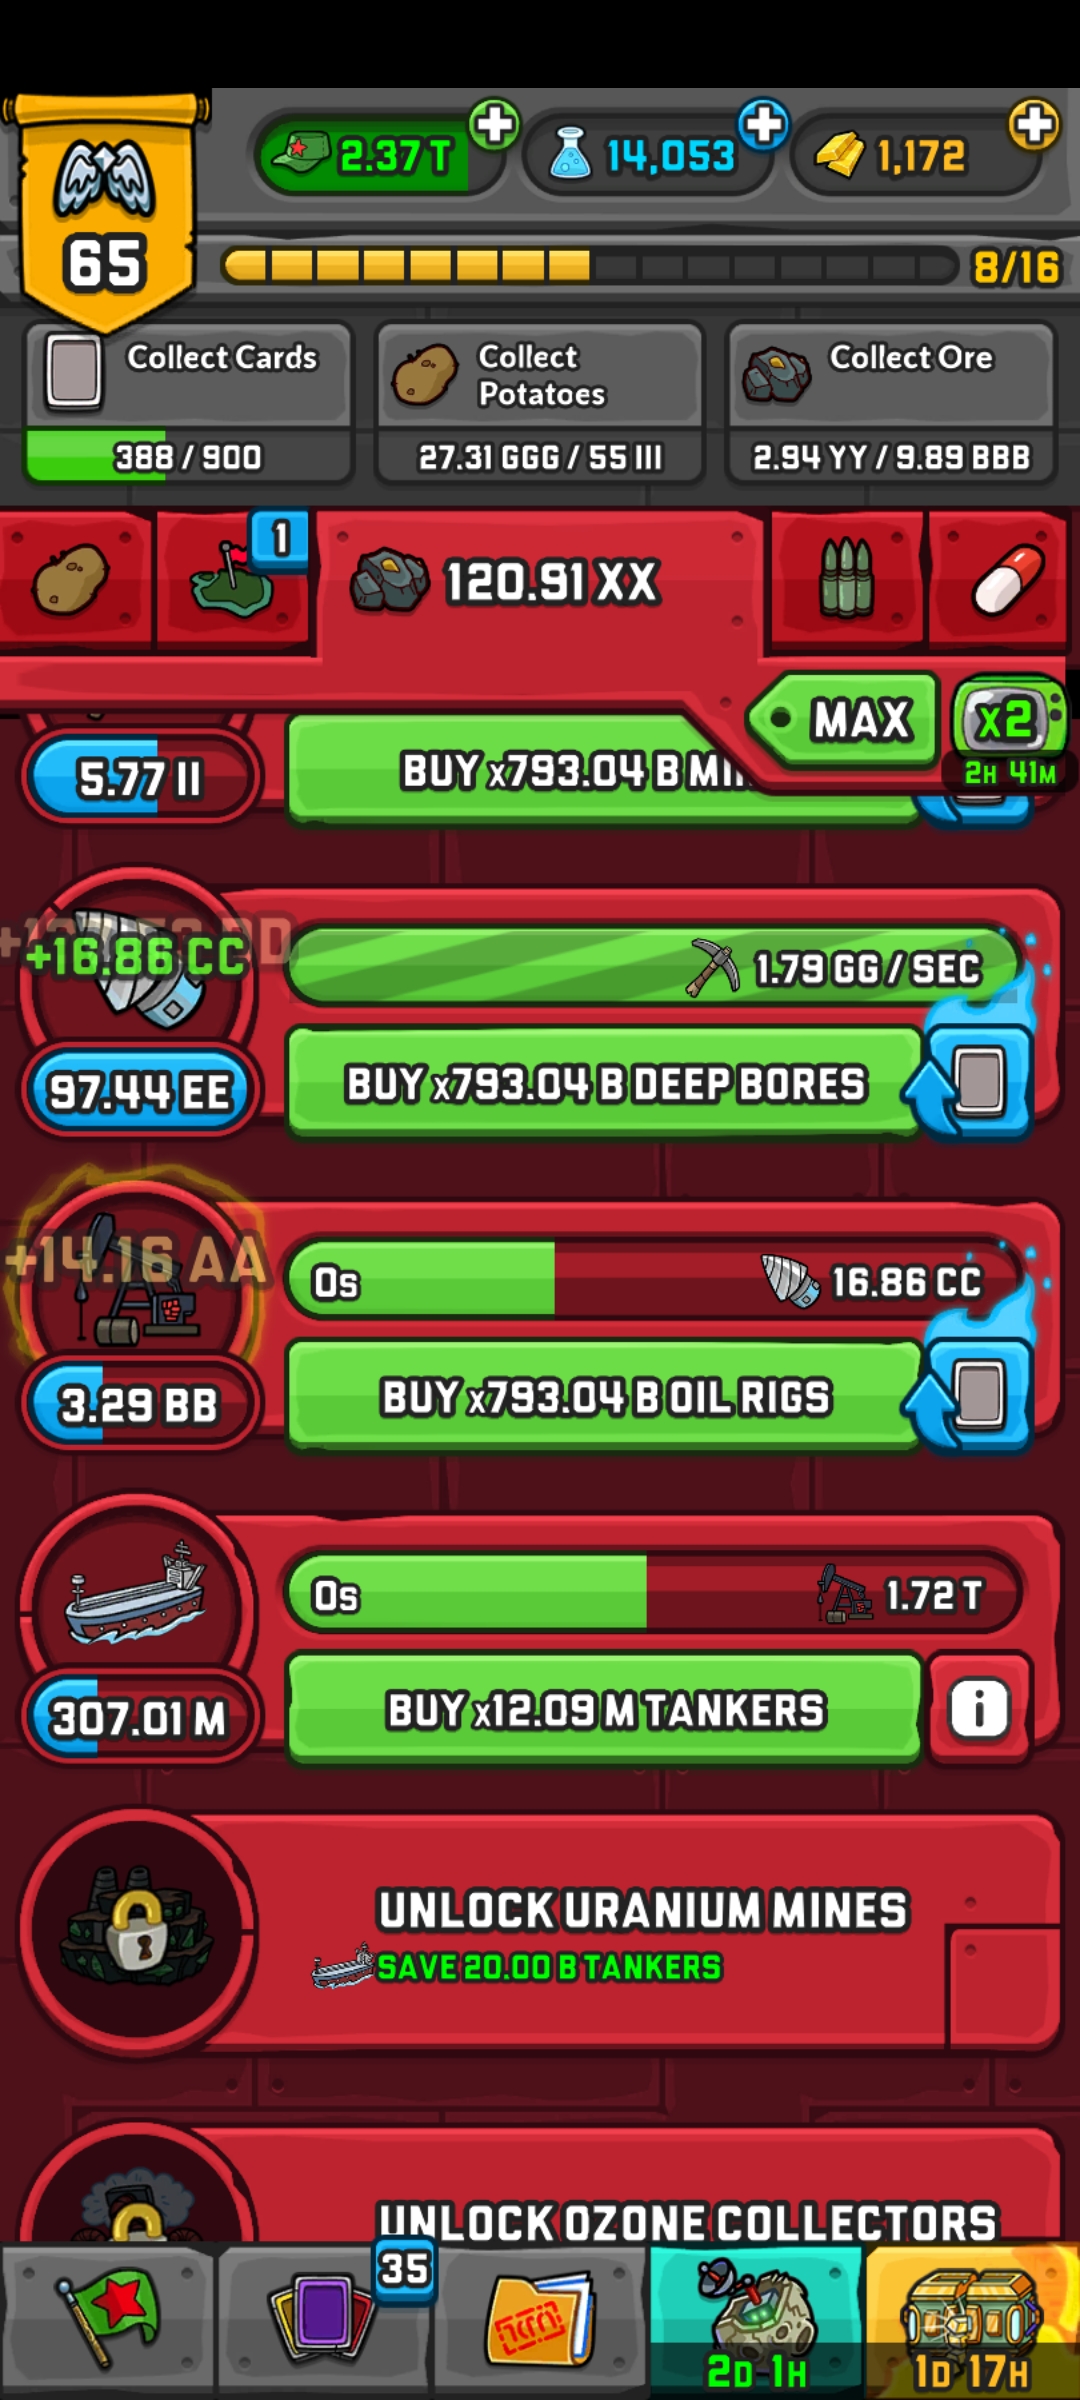 2.37 T
14,053
1,172
65
8/16
Collect Cards
388 / 900
Collect
Potatoes
27.31 GGG / 55 III
Collect Ore
2.94 YY / 9.89 BBB
1
120.91 XX
MAX
x2
2H 41M
5.77 II
BUY x793.04 B
+16.86 CC
1.79 GG / SEC
97.44 EE
BUY x793.04 B DEEP BORES
+14.16 AA
0s
16.86 CC
3.29 BB
BUY x793.04 B OIL RIGS
0s
1.72 T
307.01 M
BUY x12.09 M TANKERS
i
UNLOCK URANIUM MINES
SAVE 20.00 B TANKERS
UNLOCK OZONE COLLECTORS
35
2D 1H
1D 17H